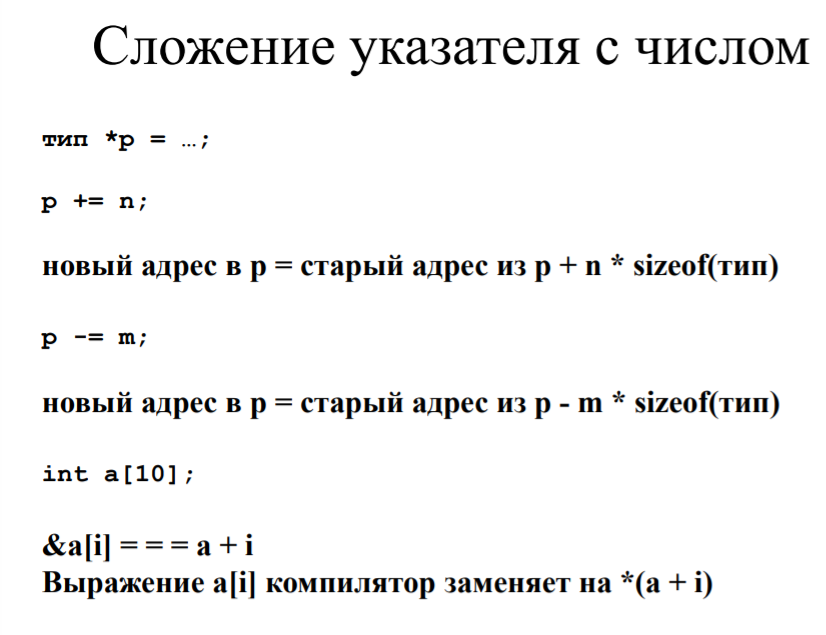 Сложение указателя с числом
тип *p = …;
p += n;
новый адрес в p = старый адрес из p + n * sizeof(тип)
p -= m;
новый адрес в p = старый адрес из p - m * sizeof(тип)
int a[10];
&a[i] = = = a + i
Выражение a[i] компилятор заменяет на *(a + i)